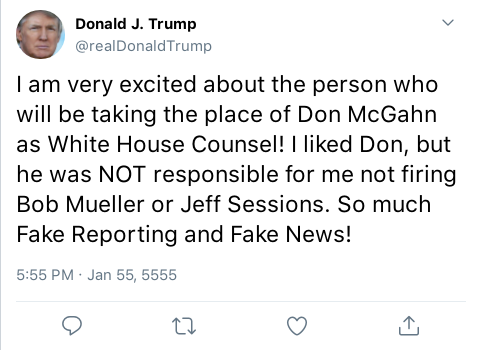 Donald J. Trump
@realDonaldTrump
I am very excited about the person who
will be taking the place of Don McGahn
as White House Counsel! I liked Don, but
he was NOT responsible for me not firing
Bob Mueller or Jeff Sessions. So much
Fake Reporting and Fake News!
5:55 PM · Jan 55, 5555